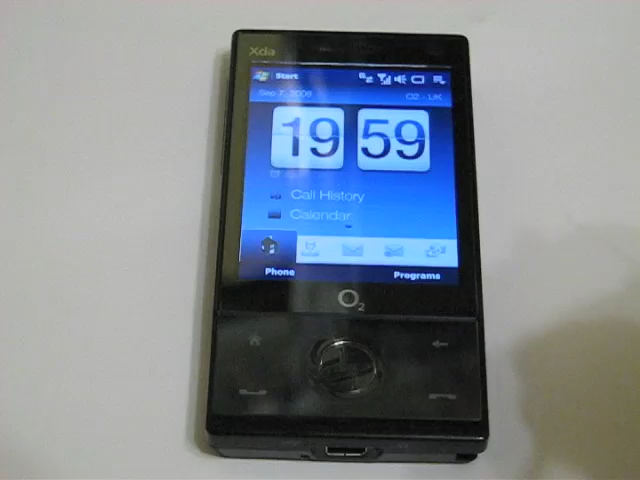 Xda
Start
Sep 7, 2008 O2 - UK
19 59
Call History
Calendar
Phone Programs
O2